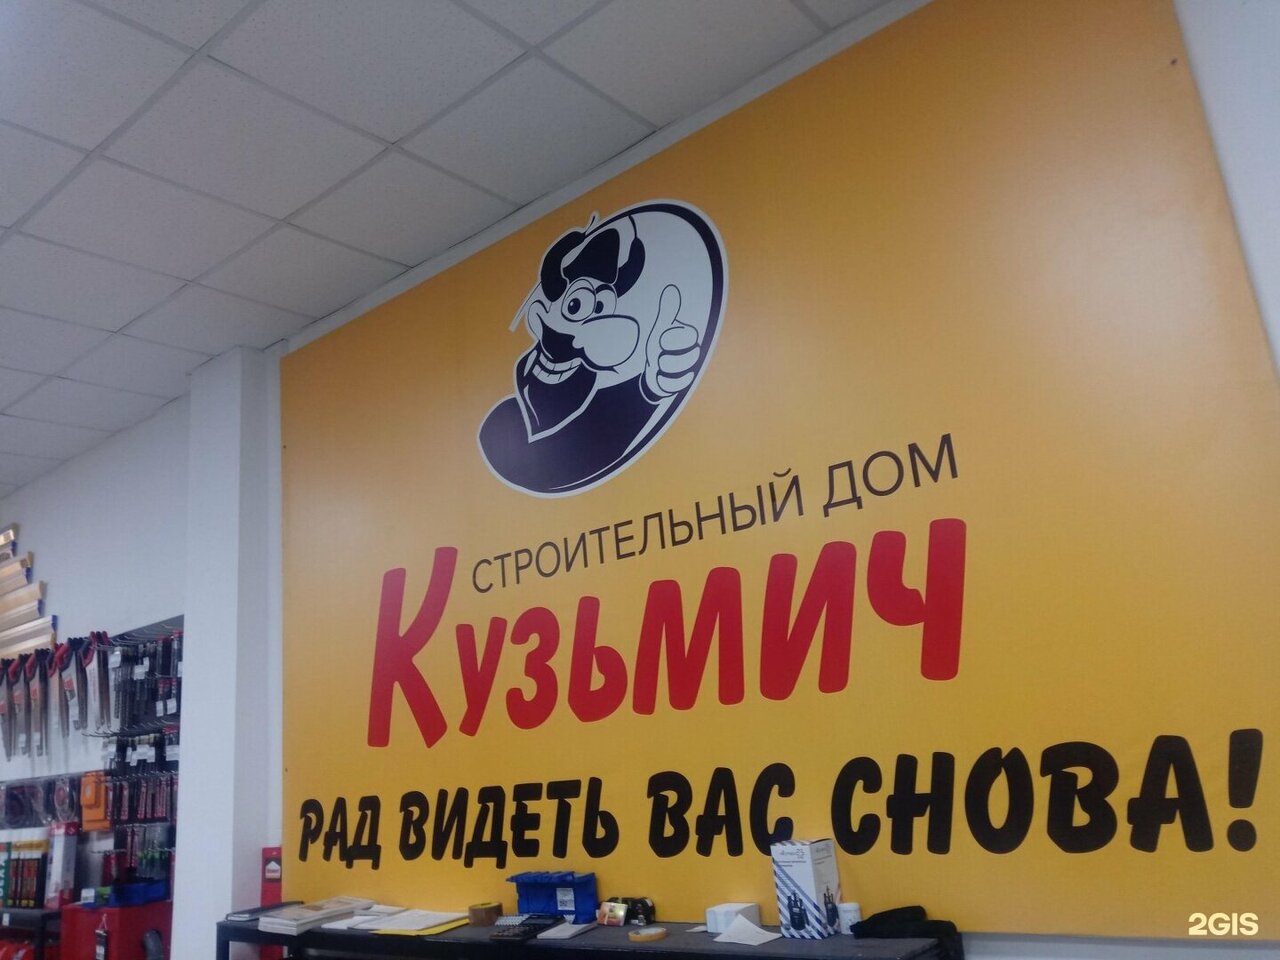 СТРОИТЕЛЬНЫЙ ДОМ
Кузьмич
РАД ВИДЕТЬ ВАС СНОВА!
2GIS